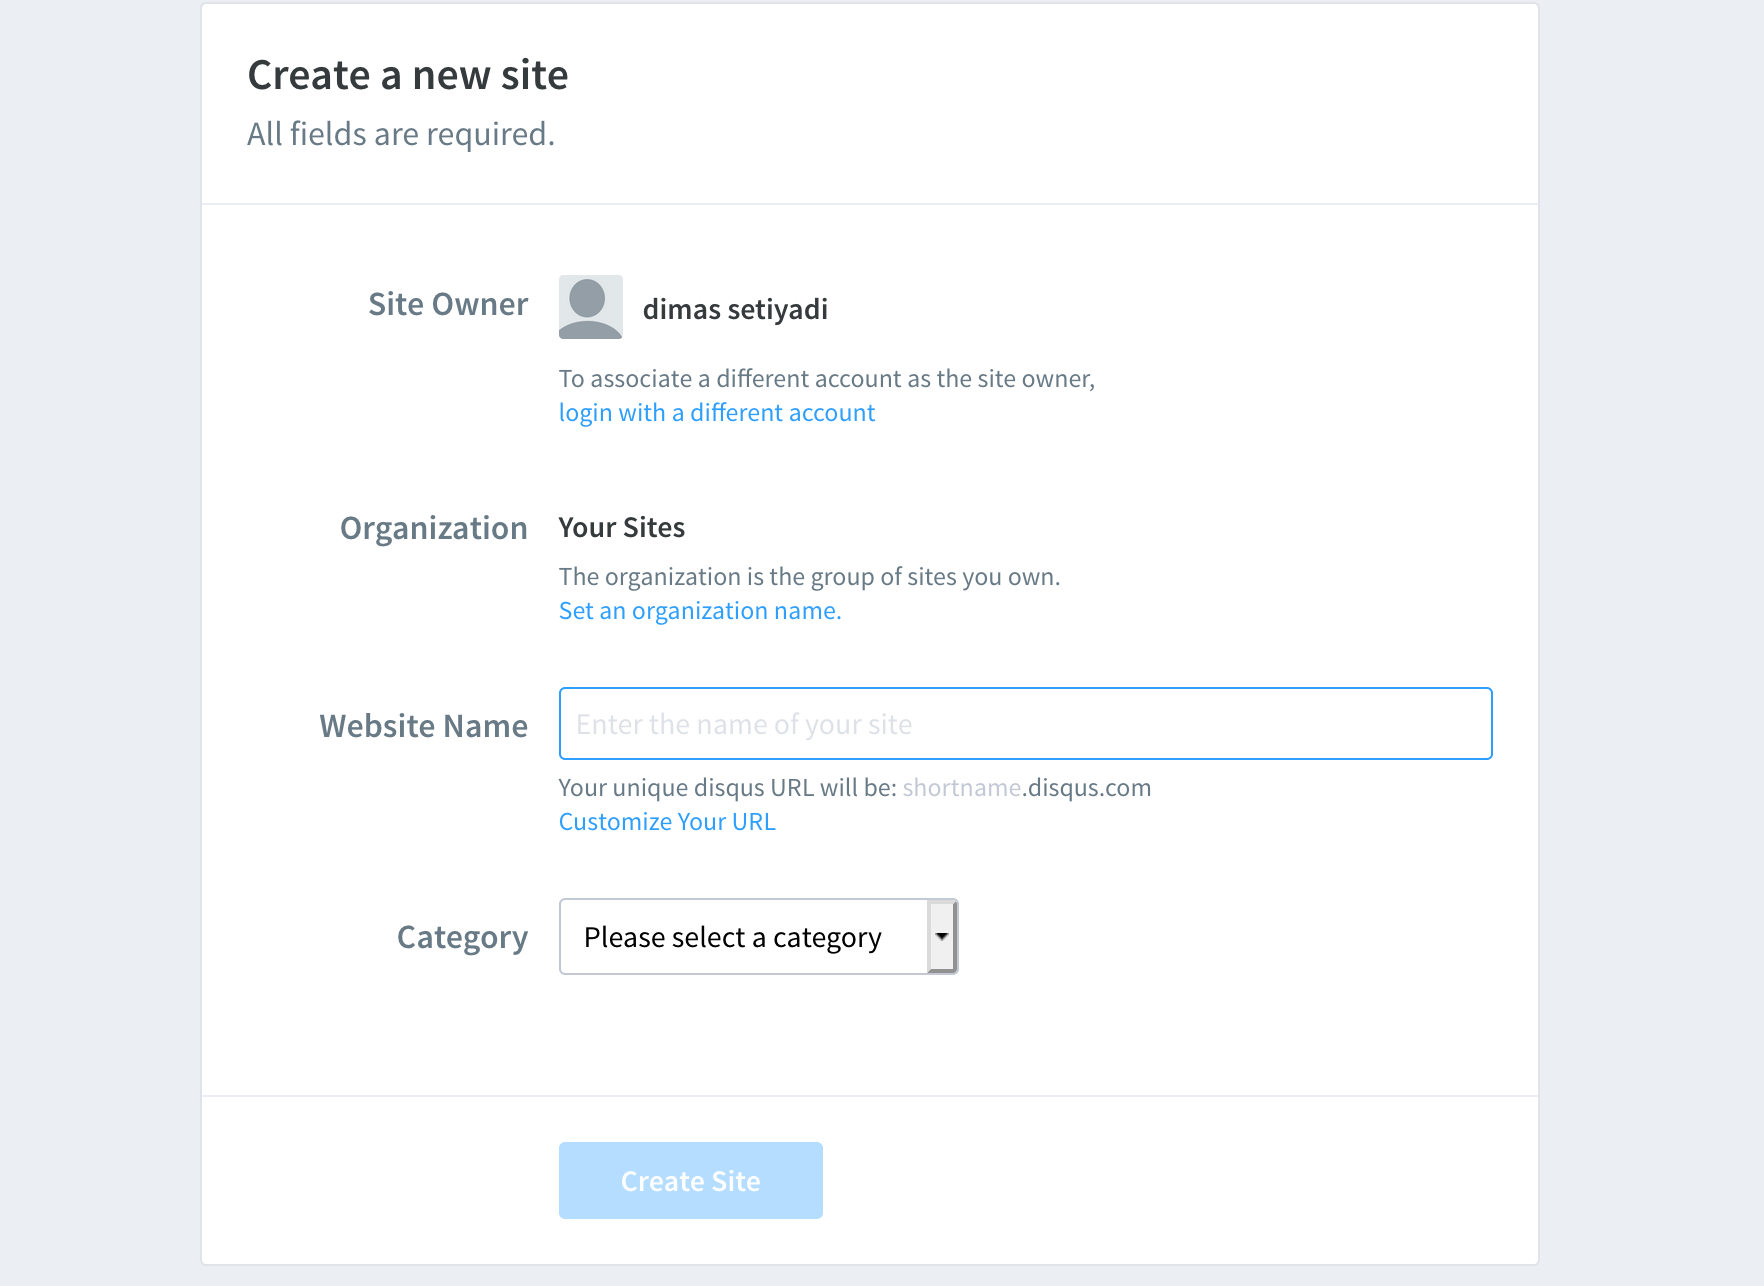 Create a new site
All fields are required.
Site Owner
dimas setiyadi
To associate a different account as the site owner,
login with a different account
Organization
Your Sites
The organization is the group of sites you own.
Set an organization name.
Website Name
Enter the name of your site
Your unique disqus URL will be: shortname.disqus.com
Customize Your URL
Category
Please select a category
Create Site